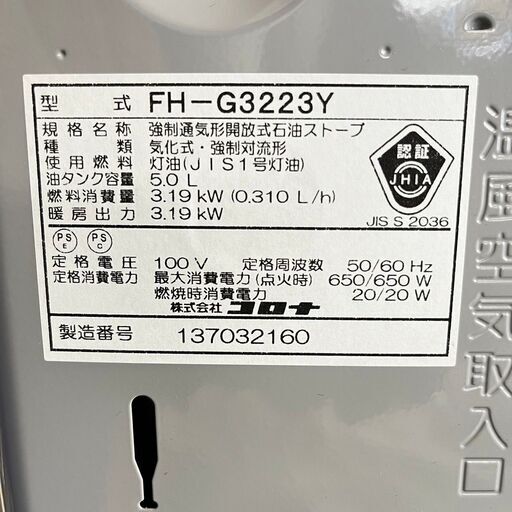 型式 FH-G3223Y
規格名称 強制通気形開放式石油ストーブ
種類 気化式・強制対流形
使用燃料 灯油(JIS1号灯油)
油タンク容量 5.0 L
燃料消費量 3.19 kW (0.310 L/h)
暖房出力 3.19 kW
認証
JHIA
JIS S 2036
PS E PS C
定格電圧 100 V 定格周波数 50/60 Hz
定格消費電力 最大消費電力(点火時) 650/650 W
燃焼時消費電力 20/20 W
株式会社 コロナ
製造番号 137032160
温風空気取入口